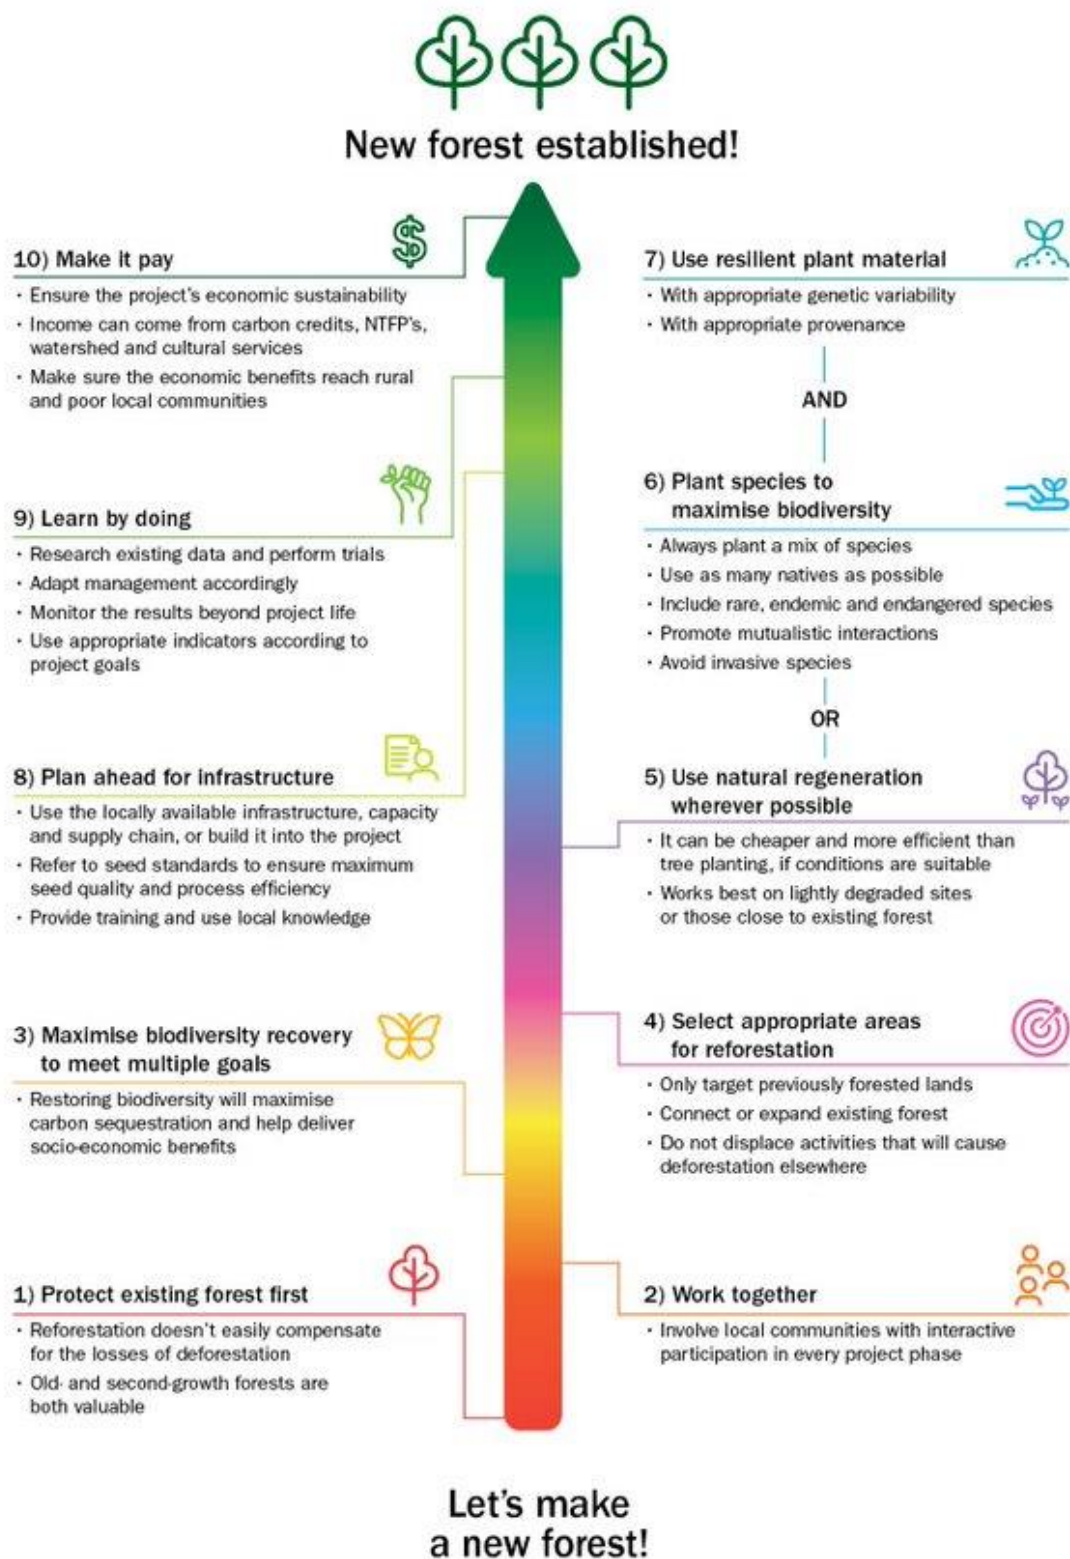 New forest established!
10) Make it pay
· Ensure the project's economic sustainability
· Income can come from carbon credits, NTFP's,
watershed and cultural services
· Make sure the economic benefits reach rural
and poor local communities
7) Use resilient plant material
· With appropriate genetic variability
· With appropriate provenance
AND
9) Learn by doing
· Research existing data and perform trials
· Adapt management accordingly
· Monitor the results beyond project life
· Use appropriate indicators according to
project goals
6) Plant species to
maximise biodiversity
· Always plant a mix of species
· Use as many natives as possible
· Include rare, endemic and endangered species
· Promote mutualistic interactions
· Avoid invasive species
OR
8) Plan ahead for infrastructure
· Use the locally available infrastructure, capacity
and supply chain, or build it into the project
· Refer to seed standards to ensure maximum
seed quality and process efficiency
· Provide training and use local knowledge
5) Use natural regeneration
wherever possible
· It can be cheaper and more efficient than
tree planting, if conditions are suitable
· Works best on lightly degraded sites
or those close to existing forest
3) Maximise biodiversity recovery
to meet multiple goals
· Restoring biodiversity will maximise
carbon sequestration and help deliver
socio-economic benefits
4) Select appropriate areas
for reforestation
· Only target previously forested lands
· Connect or expand existing forest
· Do not displace activities that will cause
deforestation elsewhere
1) Protect existing forest first
· Reforestation doesn't easily compensate
for the losses of deforestation
· Old- and second-growth forests are
both valuable
2) Work together
· Involve local communities with interactive
participation in every project phase
Let's make
a new forest!